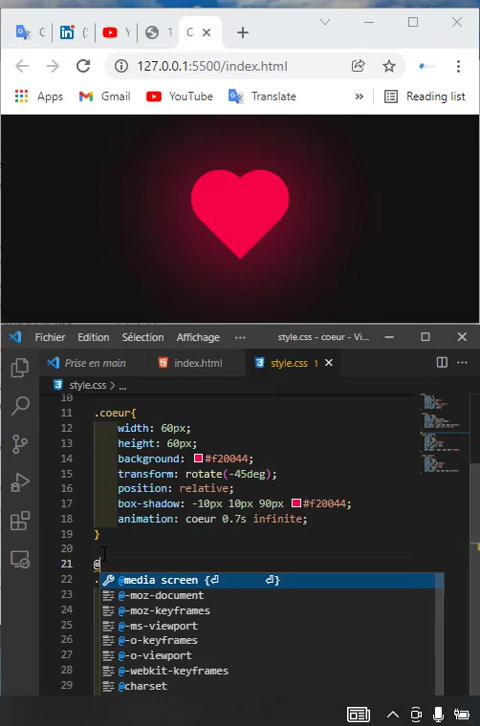 G
1
C
127.0.0.1:5500/index.html
Apps Gmail YouTube Translate » Reading list
Fichier Edition Sélection Affichage ··· style.css - coeur - Vi...
Prise en main index.html style.css 1
style.css > ...
10
11 .coeur{
12 width: 60px;
13 height: 60px;
14 background: #f20044;
15 transform: rotate(-45deg);
16 position: relative;
17 box-shadow: -10px 10px 90px #f20044;
18 animation: coeur 0.7s infinite;
19 }
20
21 @
22 . @media screen {⏎ ⏎}
23 @-moz-document
24 @-moz-keyframes
25 @-ms-viewport
26 @-o-keyframes
27 @-o-viewport
28 @-webkit-keyframes
29 @charset